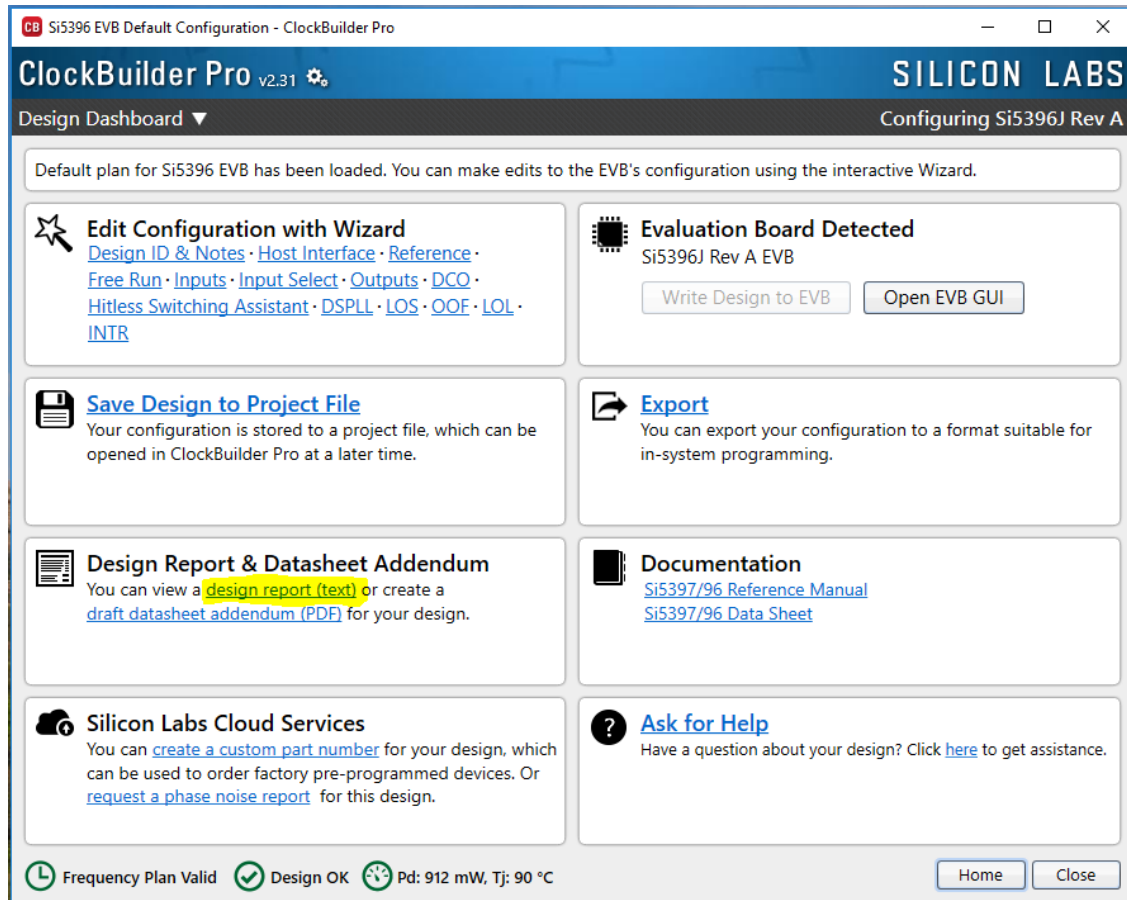 CB Si5396 EVB Default Configuration - ClockBuilder Pro
ClockBuilder Pro v2.31
SILICON LABS
Design Dashboard ▼
Configuring Si5396J Rev A
Default plan for Si5396 EVB has been loaded. You can make edits to the EVB's configuration using the interactive Wizard.
Edit Configuration with Wizard
Design ID & Notes · Host Interface · Reference ·
Free Run · Inputs · Input Select · Outputs · DCO ·
Hitless Switching Assistant · DSPLL · LOS · OOF · LOL ·
INTR
Evaluation Board Detected
Si5396J Rev A EVB
Write Design to EVB
Open EVB GUI
Save Design to Project File
Your configuration is stored to a project file, which can be
opened in ClockBuilder Pro at a later time.
Export
You can export your configuration to a format suitable for
in-system programming.
Design Report & Datasheet Addendum
You can view a design report (text) or create a
draft datasheet addendum (PDF) for your design.
Documentation
Si5397/96 Reference Manual
Si5397/96 Data Sheet
Silicon Labs Cloud Services
You can create a custom part number for your design, which
can be used to order factory pre-programmed devices. Or
request a phase noise report for this design.
Ask for Help
Have a question about your design? Click here to get assistance.
Frequency Plan Valid
Design OK
Pd: 912 mW, Tj: 90 °C
Home
Close